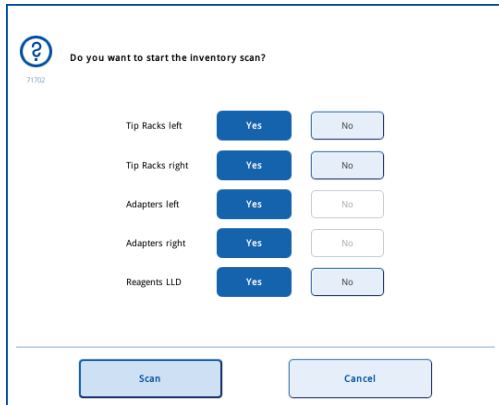 Do you want to start the inventory scan?
71702
Tip Racks left Yes No
Tip Racks right Yes No
Adapters left Yes No
Adapters right Yes No
Reagents LLD Yes No
Scan Cancel